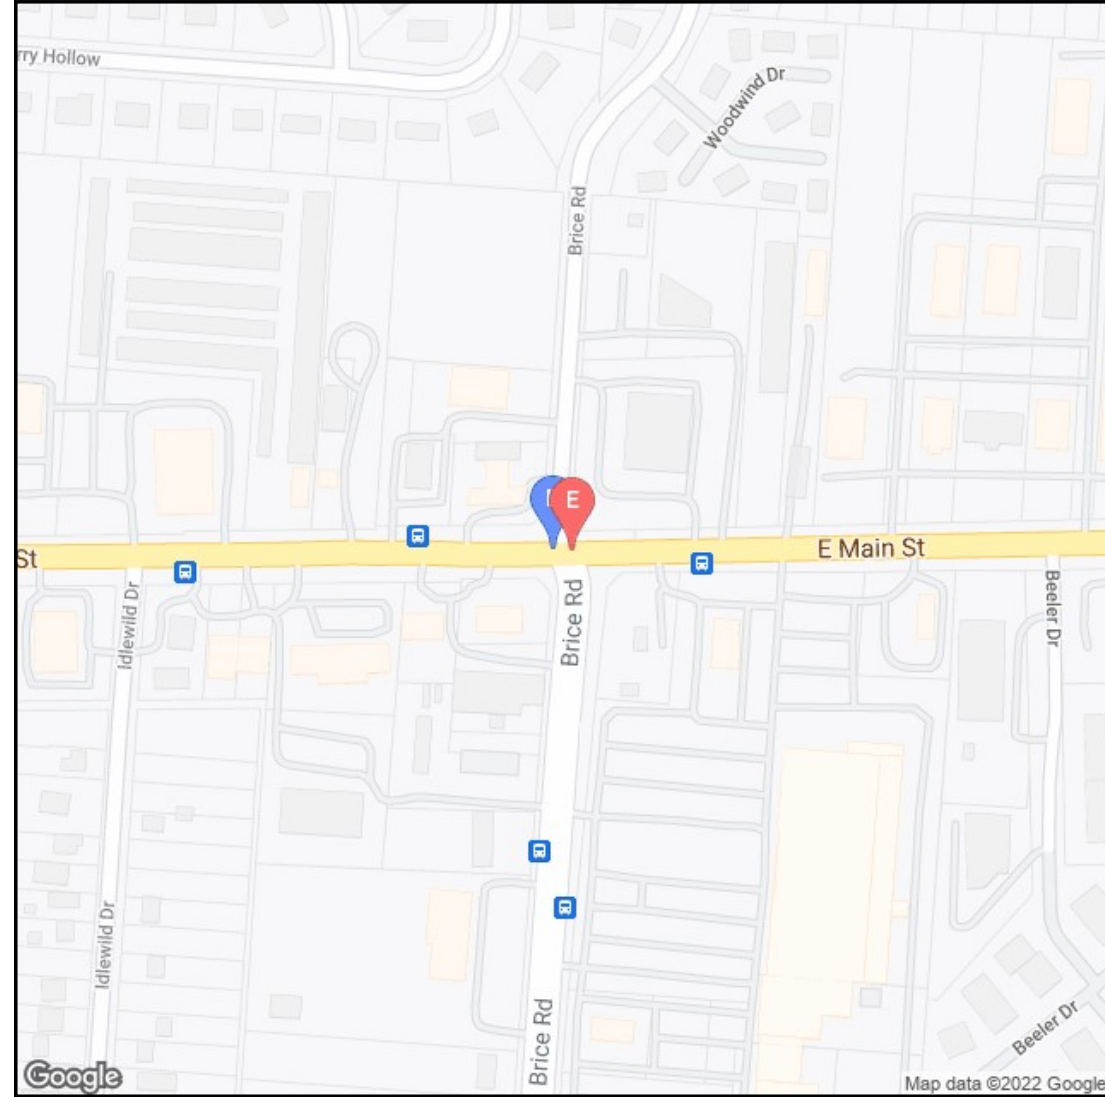 rry Hollow
Woodwind Dr
Brice Rd
E
St
E Main St
Idlewild Dr
Brice Rd
Beeler Dr
Idlewild Dr
Brice Rd
Beeler Dr
Google
Map data ©2022 Google